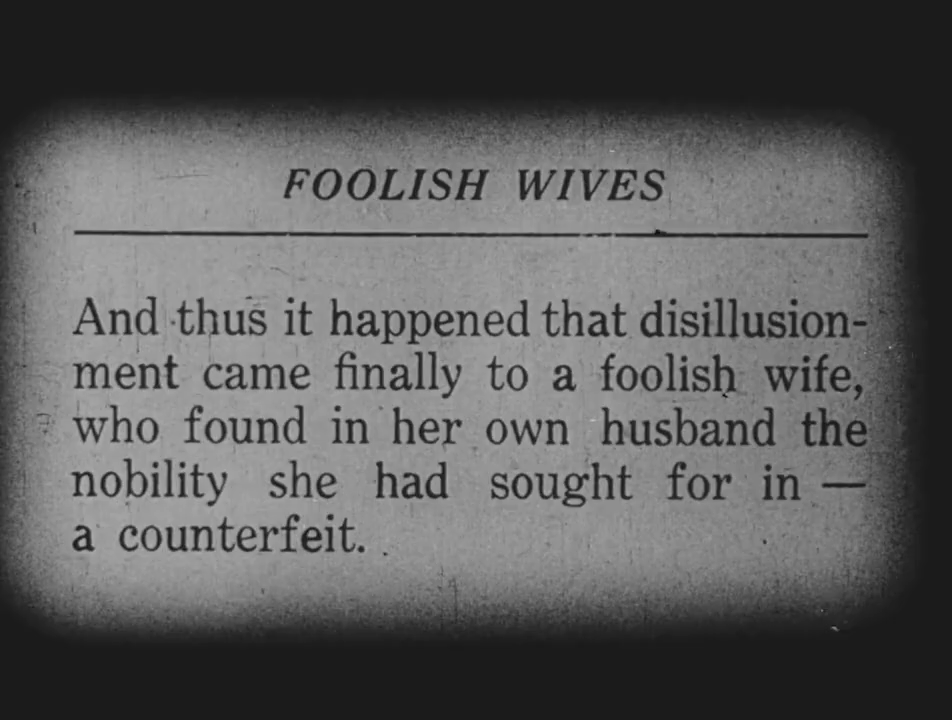 FOOLISH WIVES
And thus it happened that disillusion-
ment came finally to a foolish wife,
who found in her own husband the
nobility she had sought for in —
a counterfeit.